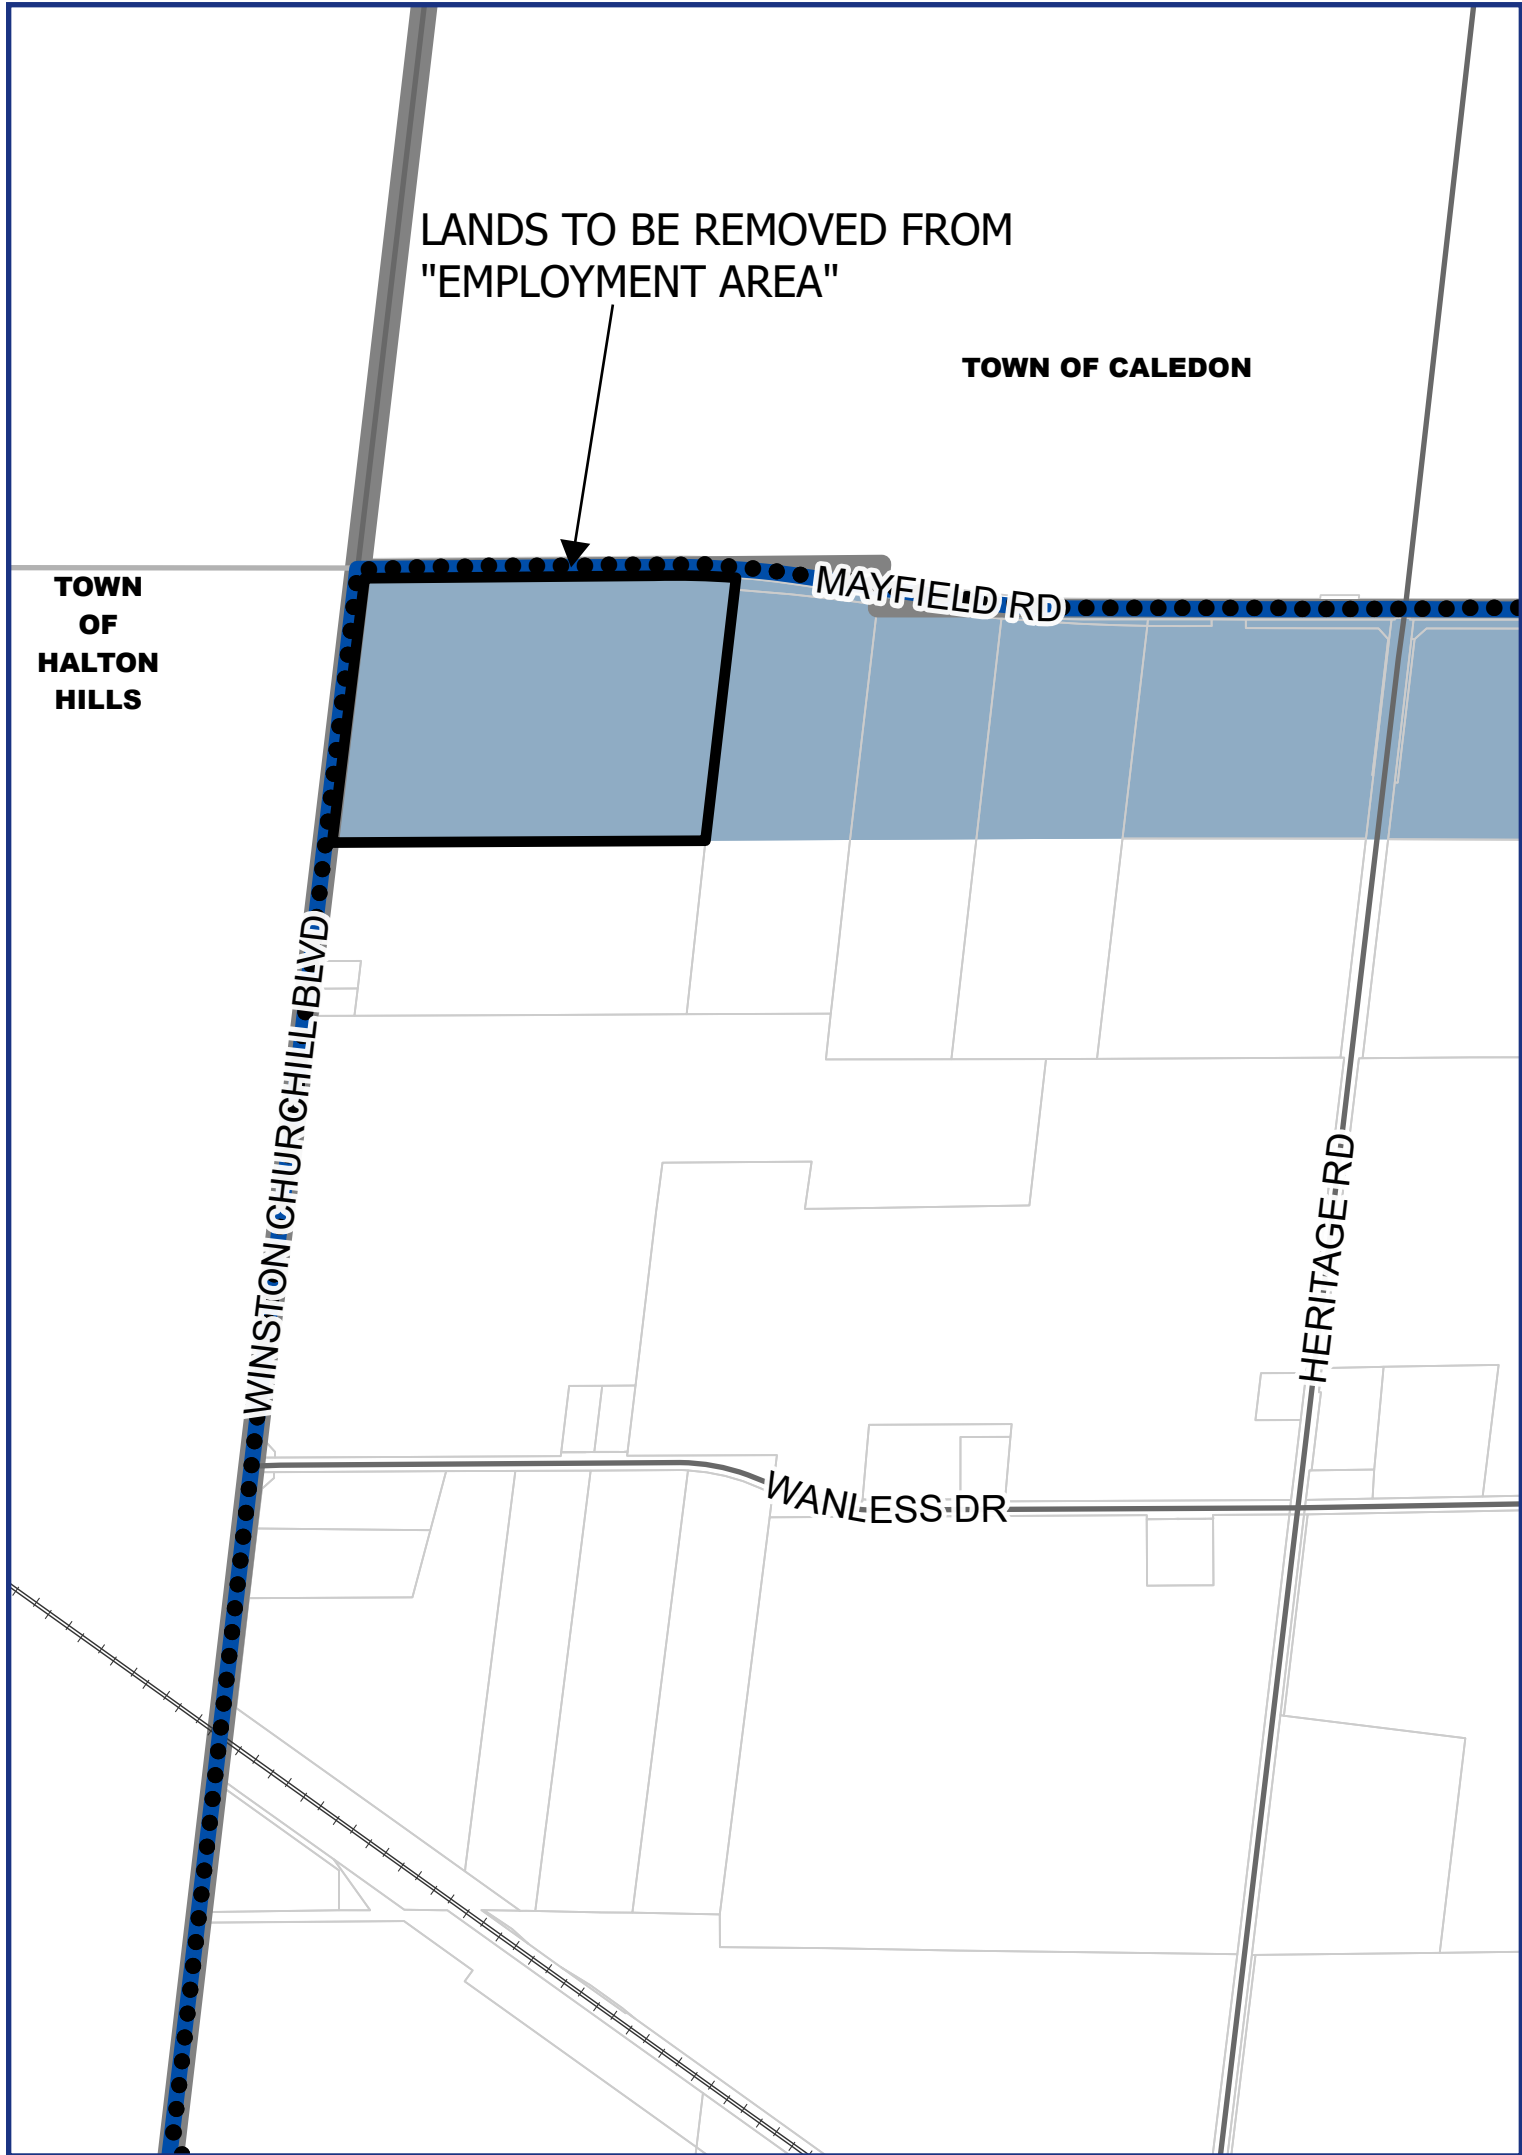 LANDS TO BE REMOVED FROM
"EMPLOYMENT AREA"
TOWN OF CALEDON
TOWN
OF
HALTON
HILLS
MAYFIELD RD
WINSTON CHURCHILL BLVD
HERITAGE RD
WANLESS DR